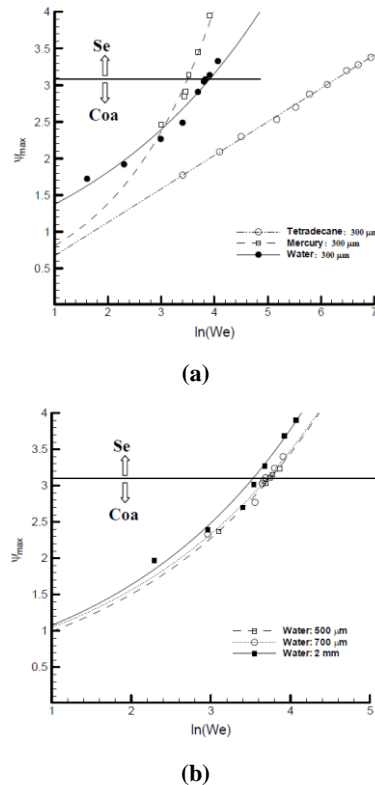 4
3.5
Se
3
Coa
2.5
ψmax
2
1.5
1
Tetradecane: 300 μm
Mercury: 300 μm
Water: 300 μm
0.5
1 2 3 4 5 6 7
ln(We)
(a)
4
3.5
Se
3
Coa
2.5
ψmax
2
1.5
1
Water: 500 μm
Water: 700 μm
Water: 2 mm
0.5
1 2 3 4 5
ln(We)
(b)